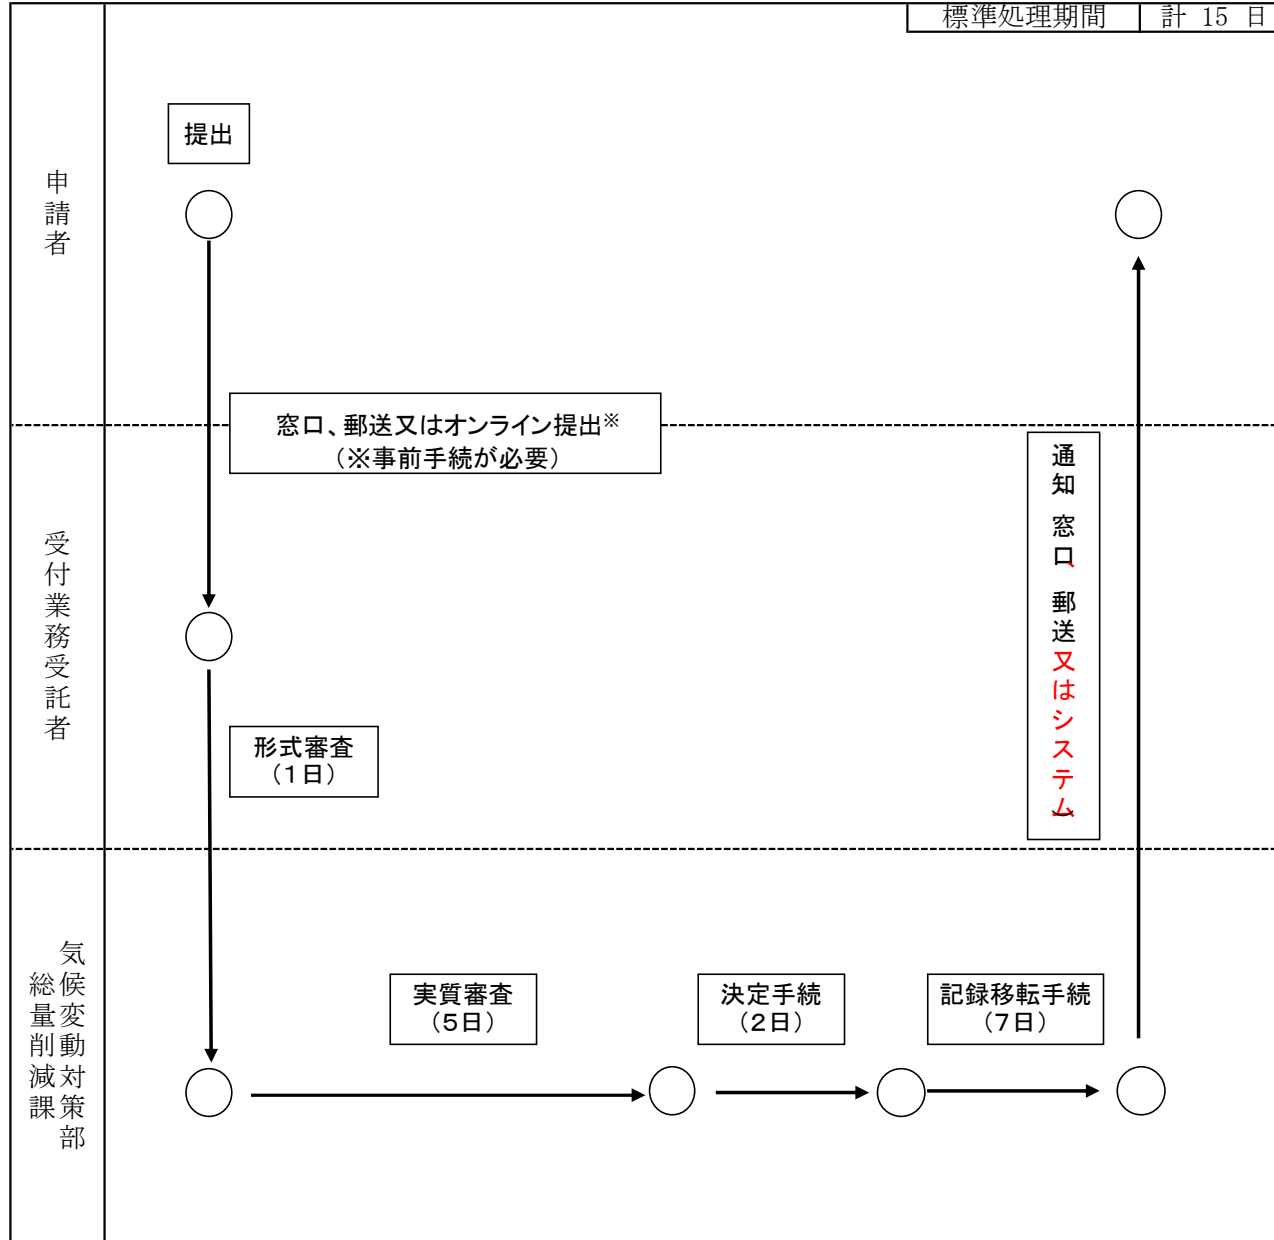 標準処理期間
計 15 日
提出
申請者
窓口、郵送又はオンライン提出※
（※事前手続が必要）
通知 窓口、郵送又はシステム）
受付業務受託者
形式審査
（1日）
気候変動対策部
総量削減課
実質審査
（5日）
決定手続
（2日）
記録移転手続
（7日）